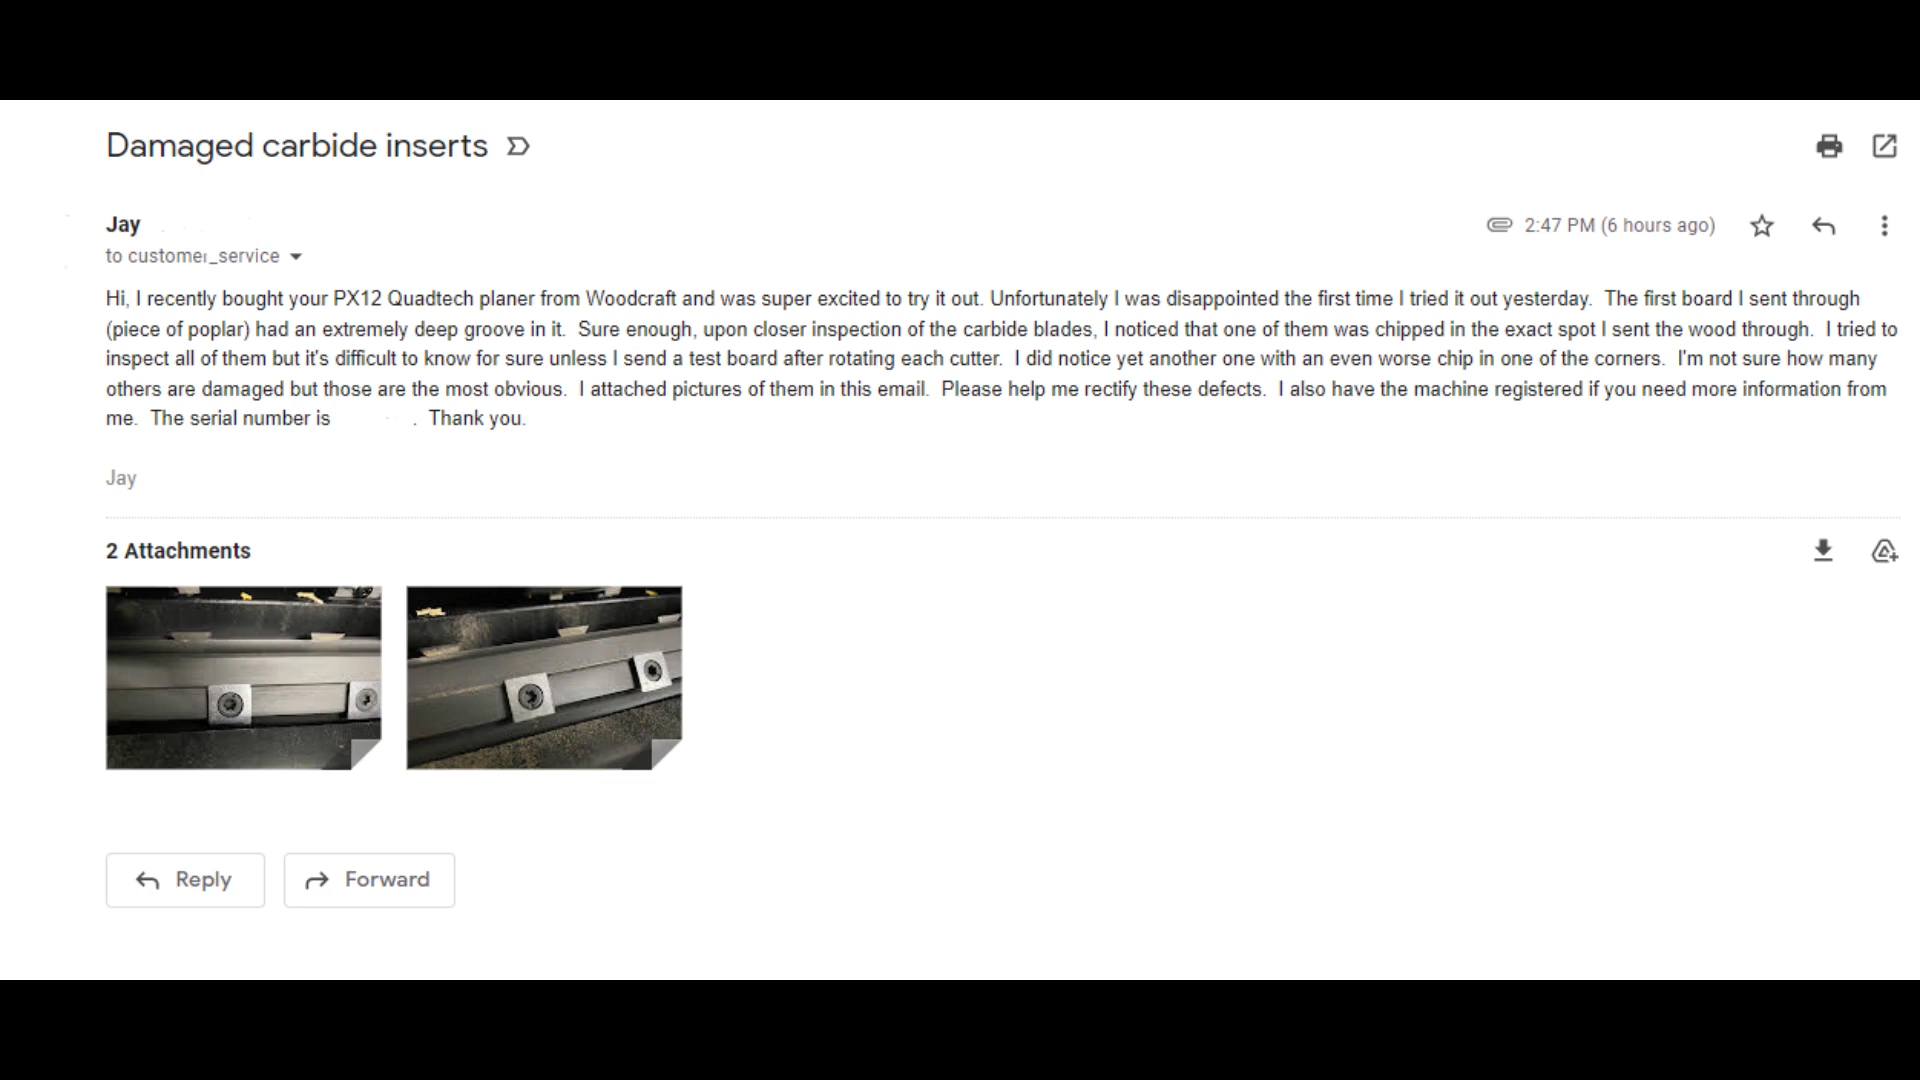 Damaged carbide inserts
Jay
2:47 PM (6 hours ago)
to customer_service
Hi, I recently bought your PX12 Quadtech planer from Woodcraft and was super excited to try it out. Unfortunately I was disappointed the first time I tried it out yesterday. The first board I sent through
(piece of poplar) had an extremely deep groove in it. Sure enough, upon closer inspection of the carbide blades, I noticed that one of them was chipped in the exact spot I sent the wood through. I tried to
inspect all of them but it's difficult to know for sure unless I send a test board after rotating each cutter. I did notice yet another one with an even worse chip in one of the corners. I'm not sure how many
others are damaged but those are the most obvious. I attached pictures of them in this email. Please help me rectify these defects. I also have the machine registered if you need more information from
me. The serial number is . Thank you.
Jay
2 Attachments
Reply
Forward